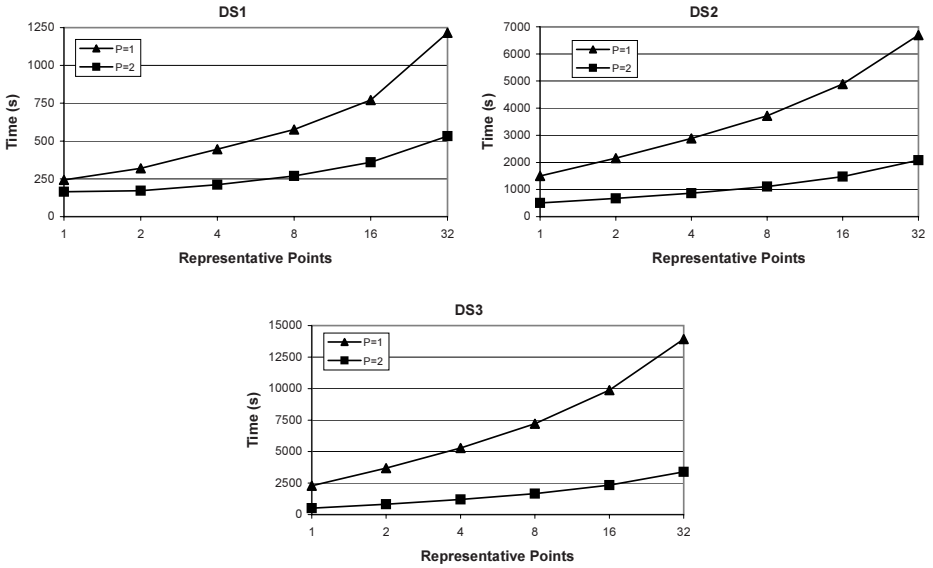 DS1
1250
1000
750
500
250
0
Time (s)
P=1
P=2
1 2 4 8 16 32
Representative Points
DS2
7000
6000
5000
4000
3000
2000
1000
0
Time (s)
P=1
P=2
1 2 4 8 16 32
Representative Points
DS3
15000
12500
10000
7500
5000
2500
0
Time (s)
P=1
P=2
1 2 4 8 16 32
Representative Points